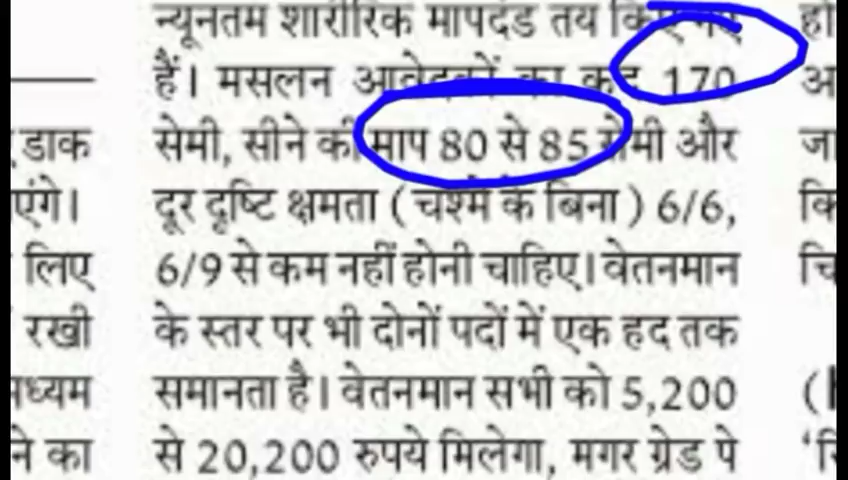 न्यूनतम शारीरिक मापदंड तय किए गए
हैं। मसलन आवेदकों का कद 170
सेमी, सीने की माप 80 से 85 सेमी और
दूर दृष्टि क्षमता (चश्मे के बिना) 6/6,
6/9 से कम नहीं होनी चाहिए। वेतनमान
के स्तर पर भी दोनों पदों में एक हद तक
समानता है। वेतनमान सभी को 5,200
से 20,200 रुपये मिलेगा, मगर ग्रेड पे
डाक
एंगे।
लिए
रखी
ने का
हो